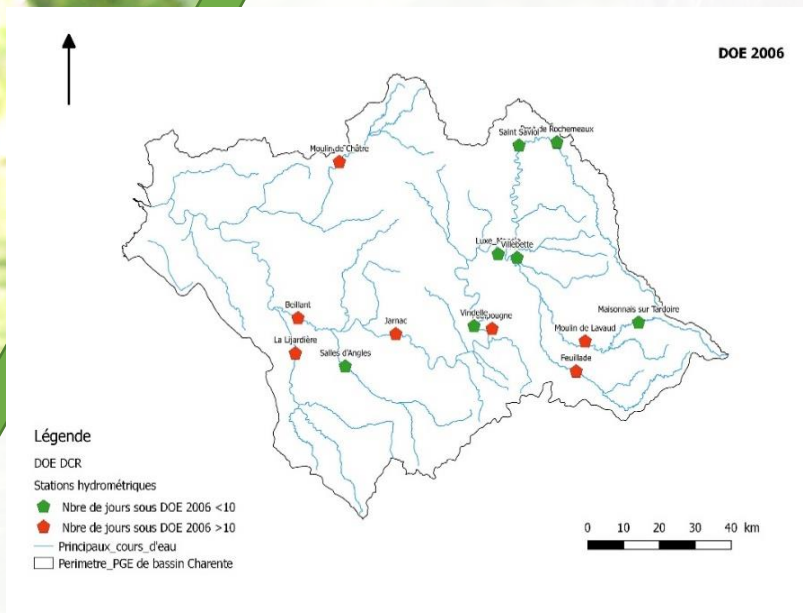 DOE 2006
Saint Saviol
de Rochemeaux
Moulin de Châtre
Villebette
Maisonnais sur Tardoire
Beillant
Vindelle
Jarnac
Moulin de Lavaud
La Lijardière
Salles d'Angles
Feuillade
Légende
DOE DCR
Stations hydrométriques
Nbre de jours sous DOE 2006 <10
Nbre de jours sous DOE 2006 >10
Principaux_cours_d'eau
Perimetre_PGE de bassin Charente
0 10 20 30 40 km